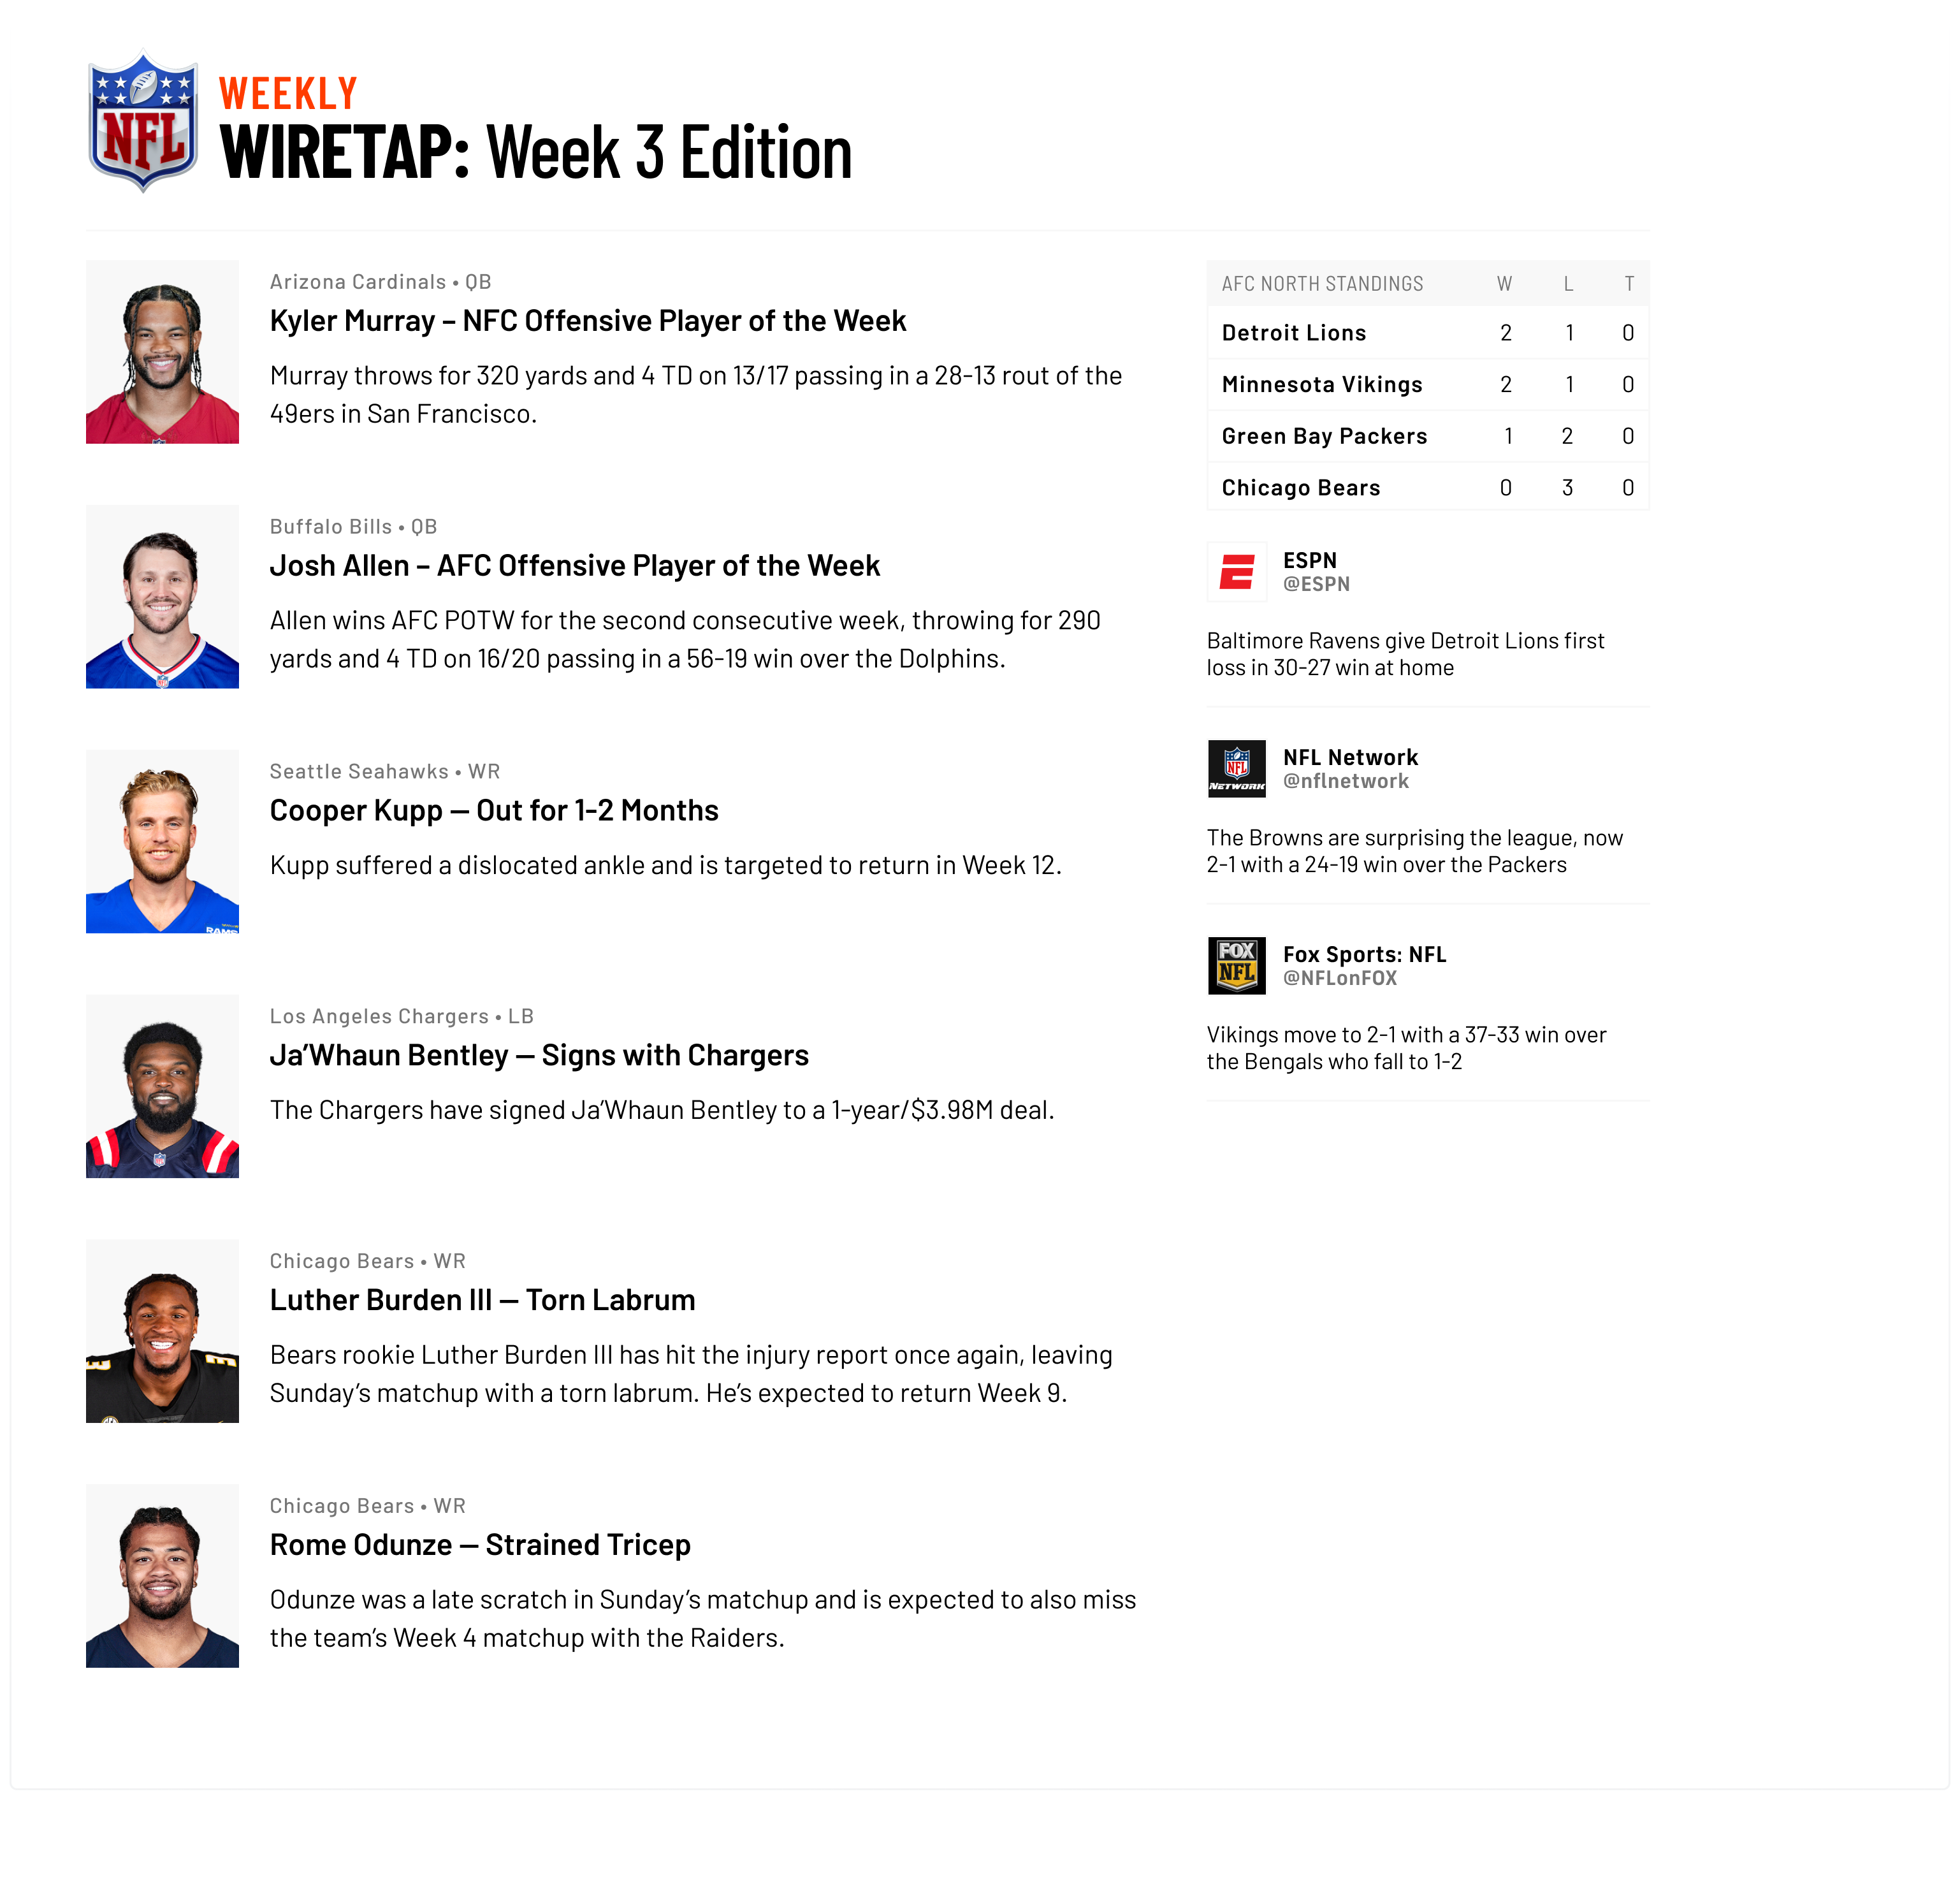 NFL
WEEKLY
WIRETAP: Week 3 Edition
Arizona Cardinals • QB
Kyler Murray – NFC Offensive Player of the Week
Murray throws for 320 yards and 4 TD on 13/17 passing in a 28-13 rout of the
49ers in San Francisco.
Buffalo Bills • QB
Josh Allen – AFC Offensive Player of the Week
Allen wins AFC POTW for the second consecutive week, throwing for 290
yards and 4 TD on 16/20 passing in a 56-19 win over the Dolphins.
Seattle Seahawks • WR
Cooper Kupp — Out for 1-2 Months
Kupp suffered a dislocated ankle and is targeted to return in Week 12.
RAMS
Los Angeles Chargers • LB
Ja’Whaun Bentley — Signs with Chargers
The Chargers have signed Ja’Whaun Bentley to a 1-year/$3.98M deal.
Chicago Bears • WR
Luther Burden III — Torn Labrum
Bears rookie Luther Burden III has hit the injury report once again, leaving
Sunday’s matchup with a torn labrum. He’s expected to return Week 9.
Chicago Bears • WR
Rome Odunze — Strained Tricep
Odunze was a late scratch in Sunday’s matchup and is expected to also miss
the team’s Week 4 matchup with the Raiders.
AFC NORTH STANDINGS W L T
Detroit Lions 2 1 0
Minnesota Vikings 2 1 0
Green Bay Packers 1 2 0
Chicago Bears 0 3 0
ESPN
@ESPN
Baltimore Ravens give Detroit Lions first
loss in 30-27 win at home
NFL
NETWORK
NFL Network
@nflnetwork
The Browns are surprising the league, now
2-1 with a 24-19 win over the Packers
FOX
NFL
Fox Sports: NFL
@NFLonFOX
Vikings move to 2-1 with a 37-33 win over
the Bengals who fall to 1-2